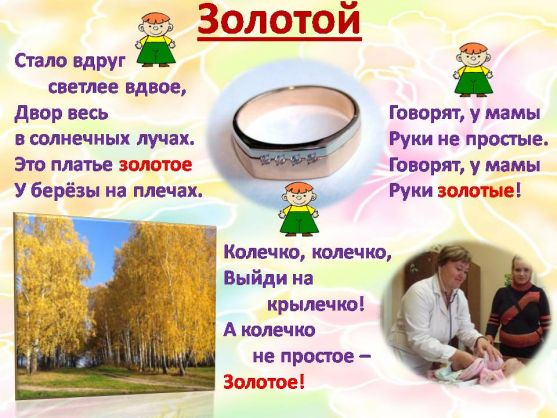 Золотой
Стало вдруг
светлее вдвое,
Двор весь
в солнечных лучах.
Это платье золотое
У берёзы на плечах.
Говорят, у мамы
Руки не простые.
Говорят, у мамы
Руки золотые!
Колечко, колечко,
Выйди на
крылечко!
А колечко
не простое –
Золотое!